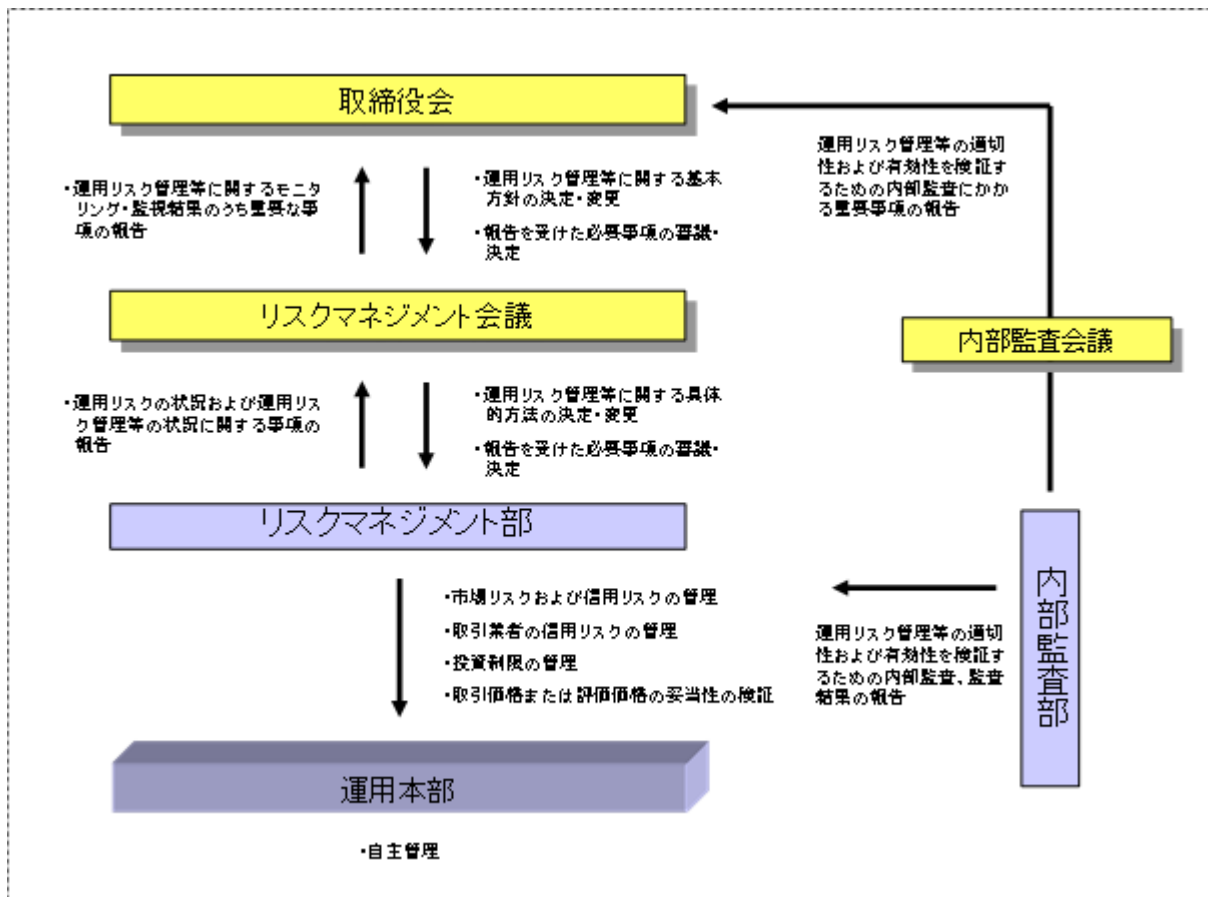 取締役会
運用リスク管理等の適切
性および有効性を検証す
るための内部監査にかか
る重要事項の報告
・運用リスク管理等に関するモニタ
リング・監視結果のうち重要な事
項の報告
・運用リスク管理等に関する基本
方針の決定・変更
・報告を受けた必要事項の審議・
決定
リスクマネジメント会議
内部監査会議
・運用リスクの状況および運用リス
ク管理等の状況に関する事項の
報告
・運用リスク管理等に関する具体
的方法の決定・変更
・報告を受けた必要事項の審議・
決定
リスクマネジメント部
内部監査部
・市場リスクおよび信用リスクの管理
・取引業者の信用リスクの管理
・投資制限の管理
・取引価格または評価価格の妥当性の検証
運用リスク管理等の適切
性および有効性を検証す
るための内部監査、監査
結果の報告
運用本部
・自主管理